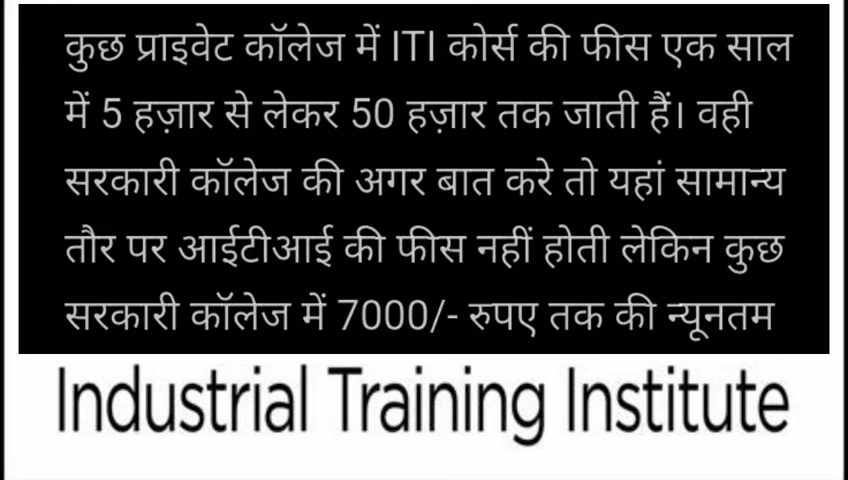 कुछ प्राइवेट कॉलेज में ITI कोर्स की फीस एक साल
में 5 हज़ार से लेकर 50 हज़ार तक जाती हैं। वही
सरकारी कॉलेज की अगर बात करे तो यहां सामान्य
तौर पर आईटीआई की फीस नहीं होती लेकिन कुछ
सरकारी कॉलेज में 7000/- रुपए तक की न्यूनतम
Industrial Training Institute